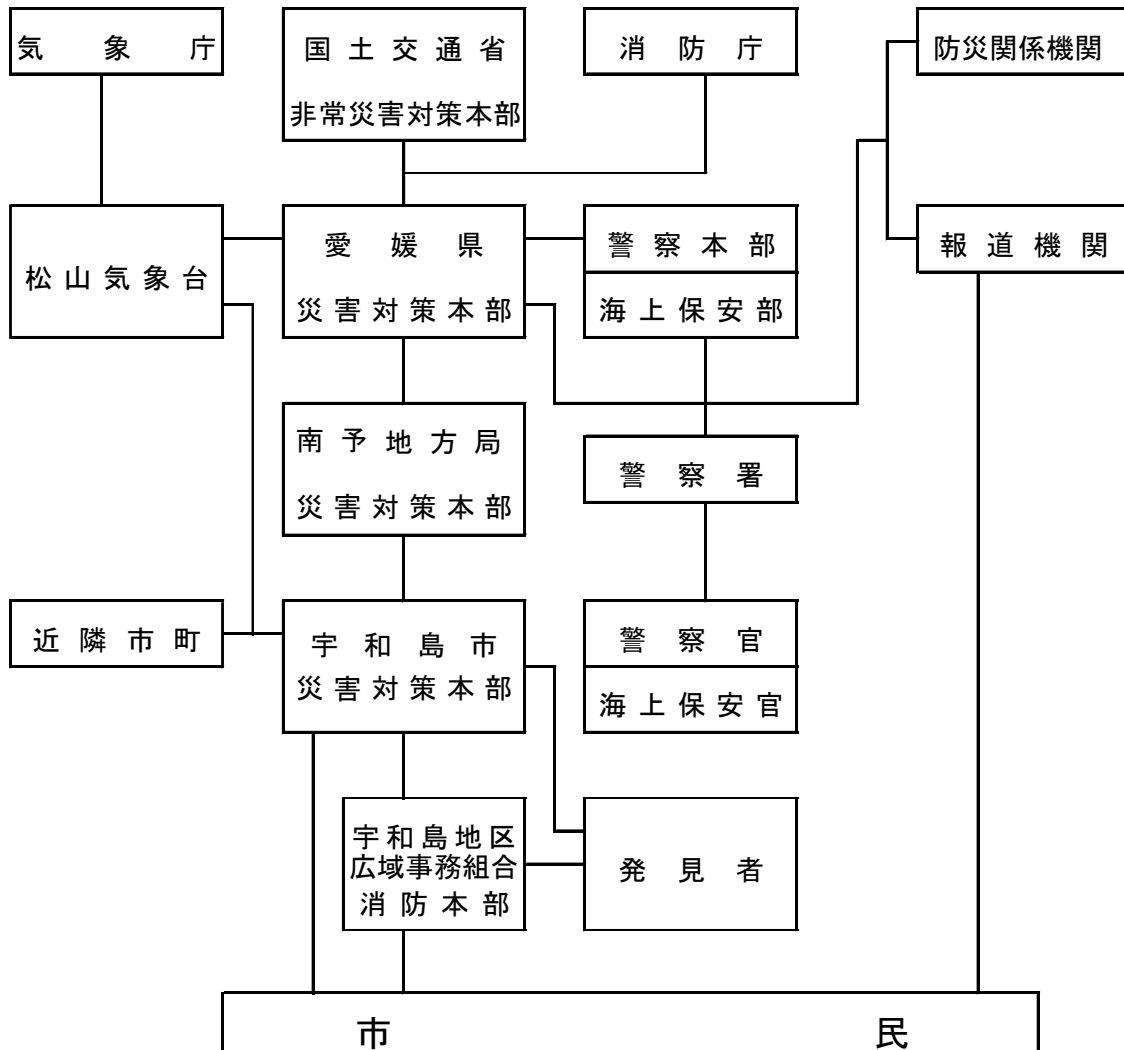 気象庁
国土交通省
非常災害対策本部
消防庁
防災関係機関
松山気象台
愛媛県
災害対策本部
警察本部
海上保安部
報道機関
南予地方局
災害対策本部
警察署
近隣市町
宇和島市
災害対策本部
警察官
海上保安官
宇和島地区
広域事務組合
消防本部
発見者
市民